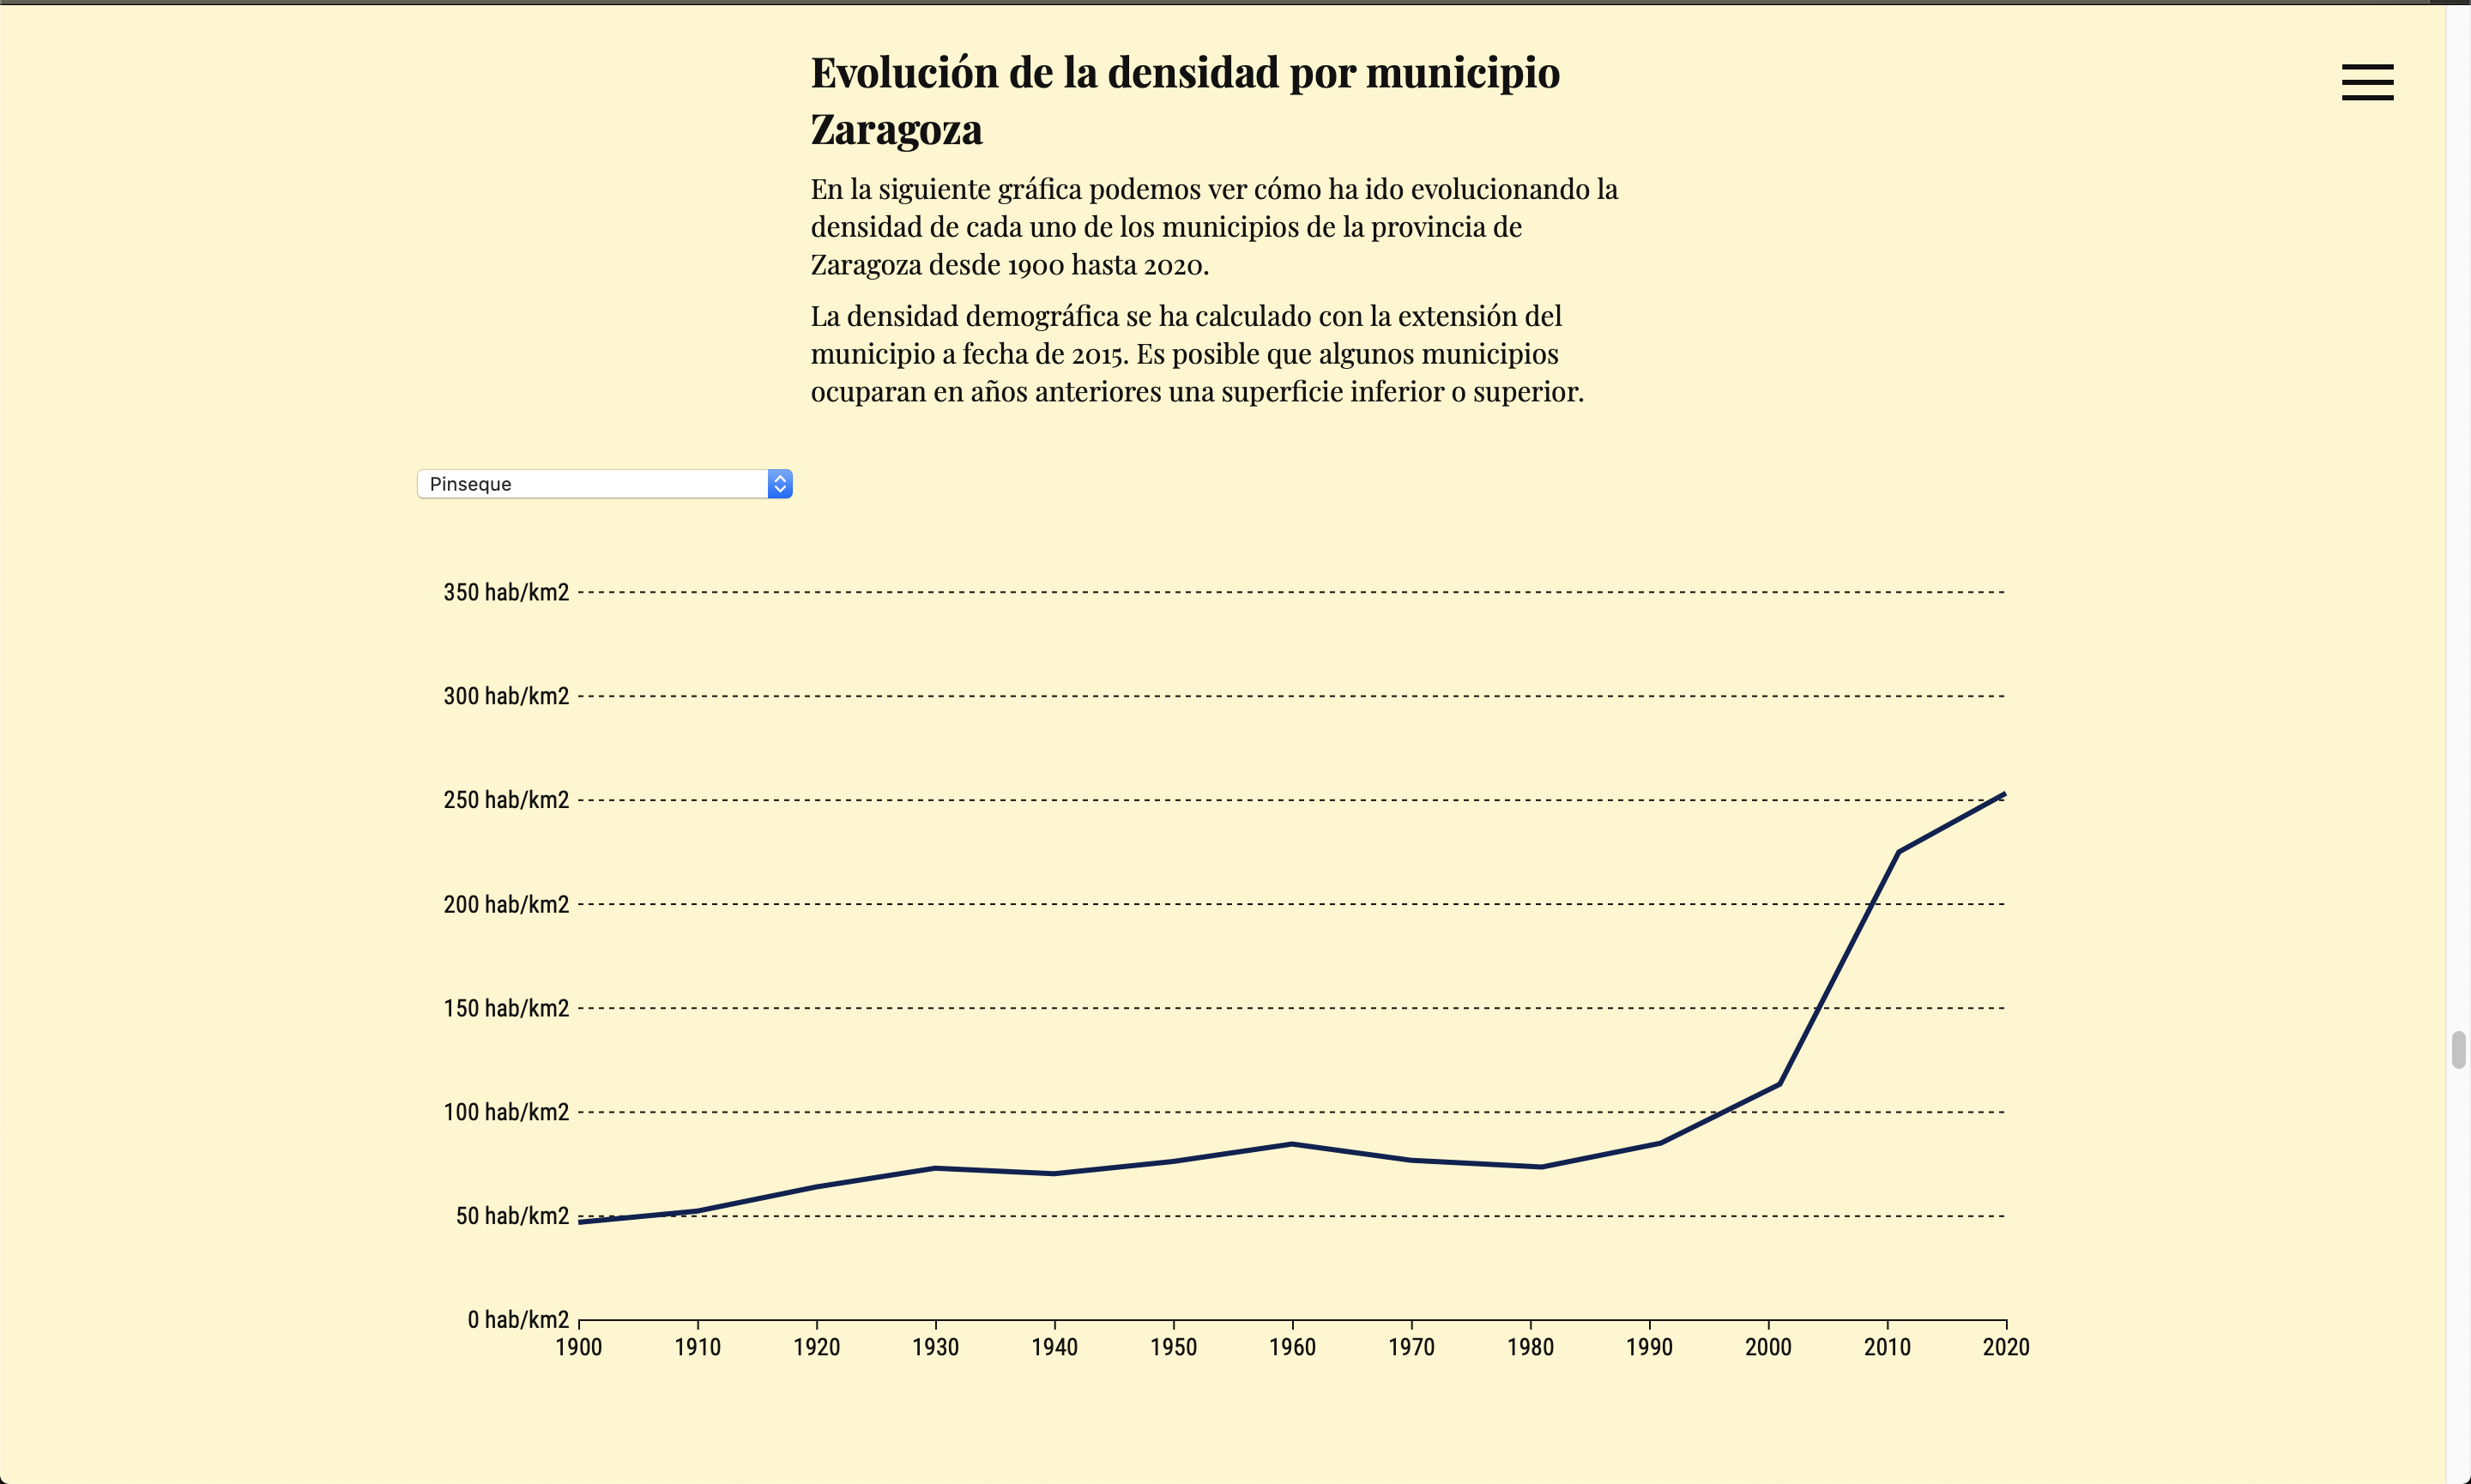 Evolución de la densidad por municipio
Zaragoza
En la siguiente gráfica podemos ver cómo ha ido evolucionando la
densidad de cada uno de los municipios de la provincia de
Zaragoza desde 1900 hasta 2020.
La densidad demográfica se ha calculado con la extensión del
municipio a fecha de 2015. Es posible que algunos municipios
ocuparan en años anteriores una superficie inferior o superior.
Pinseque
350 hab/km2
300 hab/km2
250 hab/km2
200 hab/km2
150 hab/km2
100 hab/km2
50 hab/km2
0 hab/km2
1900 1910 1920 1930 1940 1950 1960 1970 1980 1990 2000 2010 2020